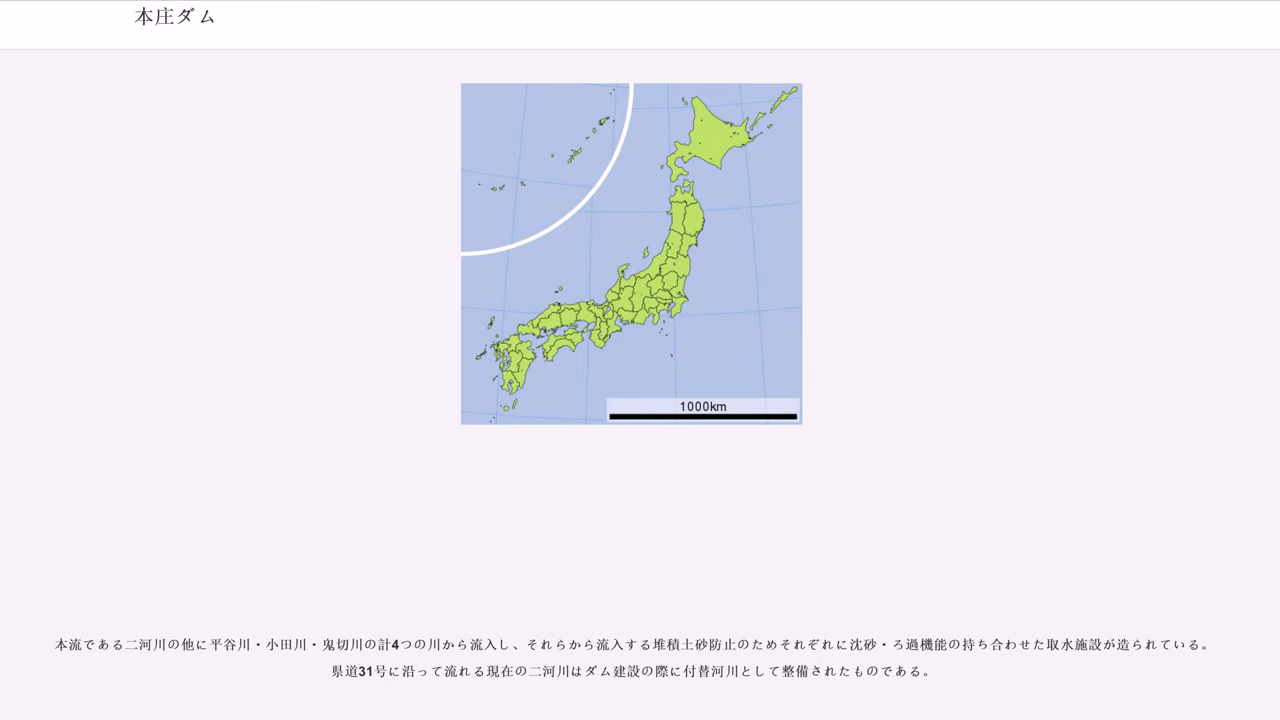 本庄ダム
1000km
本流である二河川の他に平谷川・小田川・鬼切川の計4つの川から流入し、それらから流入する堆積土砂防止のためそれぞれに沈砂・ろ過機能の持ち合わせた取水施設が造られている。
県道31号に沿って流れる現在の二河川はダム建設の際に付替河川として整備されたものである。